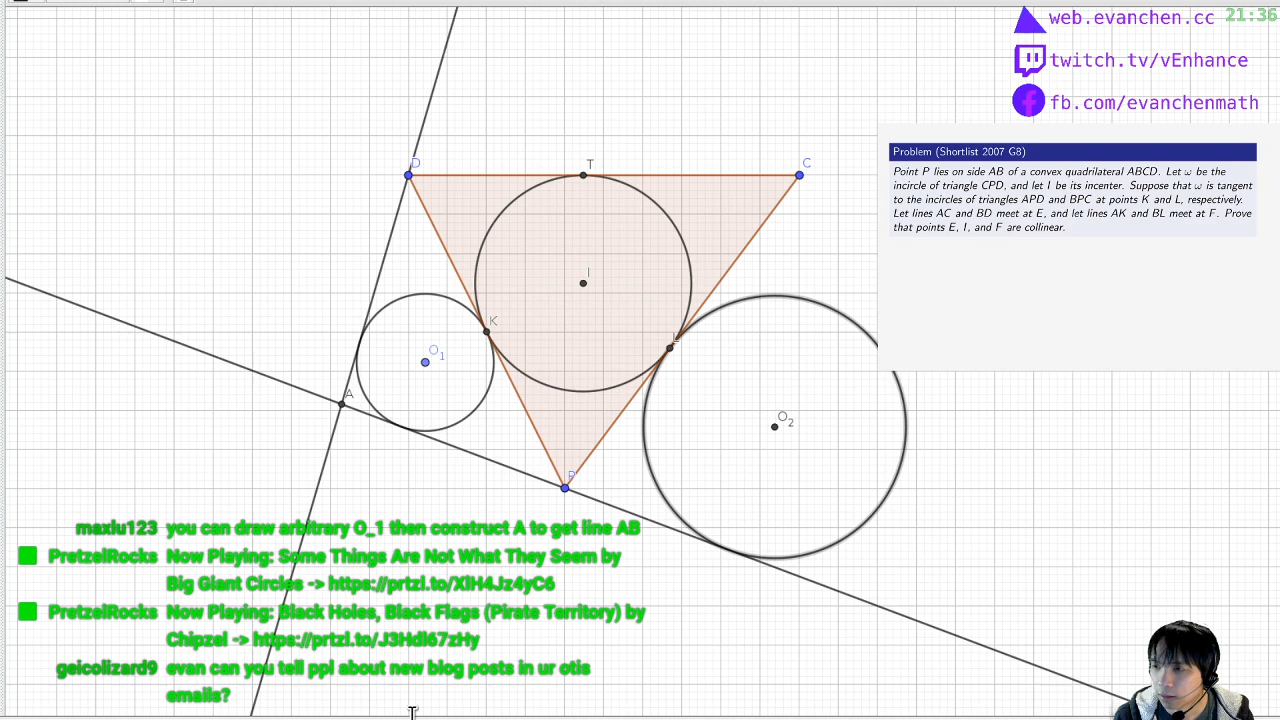 web.evanchen.cc
21:36
twitch.tv/vEnhance
fb.com/evanchenmath
Problem (Shortlist 2007 G8)
Point P lies on side AB of a convex quadrilateral ABCD. Let ω be the
incircle of triangle CPD, and let I be its incenter. Suppose that ω is tangent
to the incircles of triangles APD and BPC at points K and L, respectively.
Let lines AC and BD meet at E, and let lines AK and BL meet at F. Prove
that points E, I, and F are collinear.
D
T
C
I
K
L
O1
A
O2
P
maxlu123 you can draw arbitrary O_1 then construct A to get line AB
PretzelRocks Now Playing: Some Things Are Not What They Seem by
Big Giant Circles -> https://prtzl.to/XlH4Jz4yC6
PretzelRocks Now Playing: Black Holes, Black Flags (Pirate Territory) by
Chipzel -> https://prtzl.to/J3Hdl67zHy
geicolizard9 evan can you tell ppl about new blog posts in ur otis
emails?